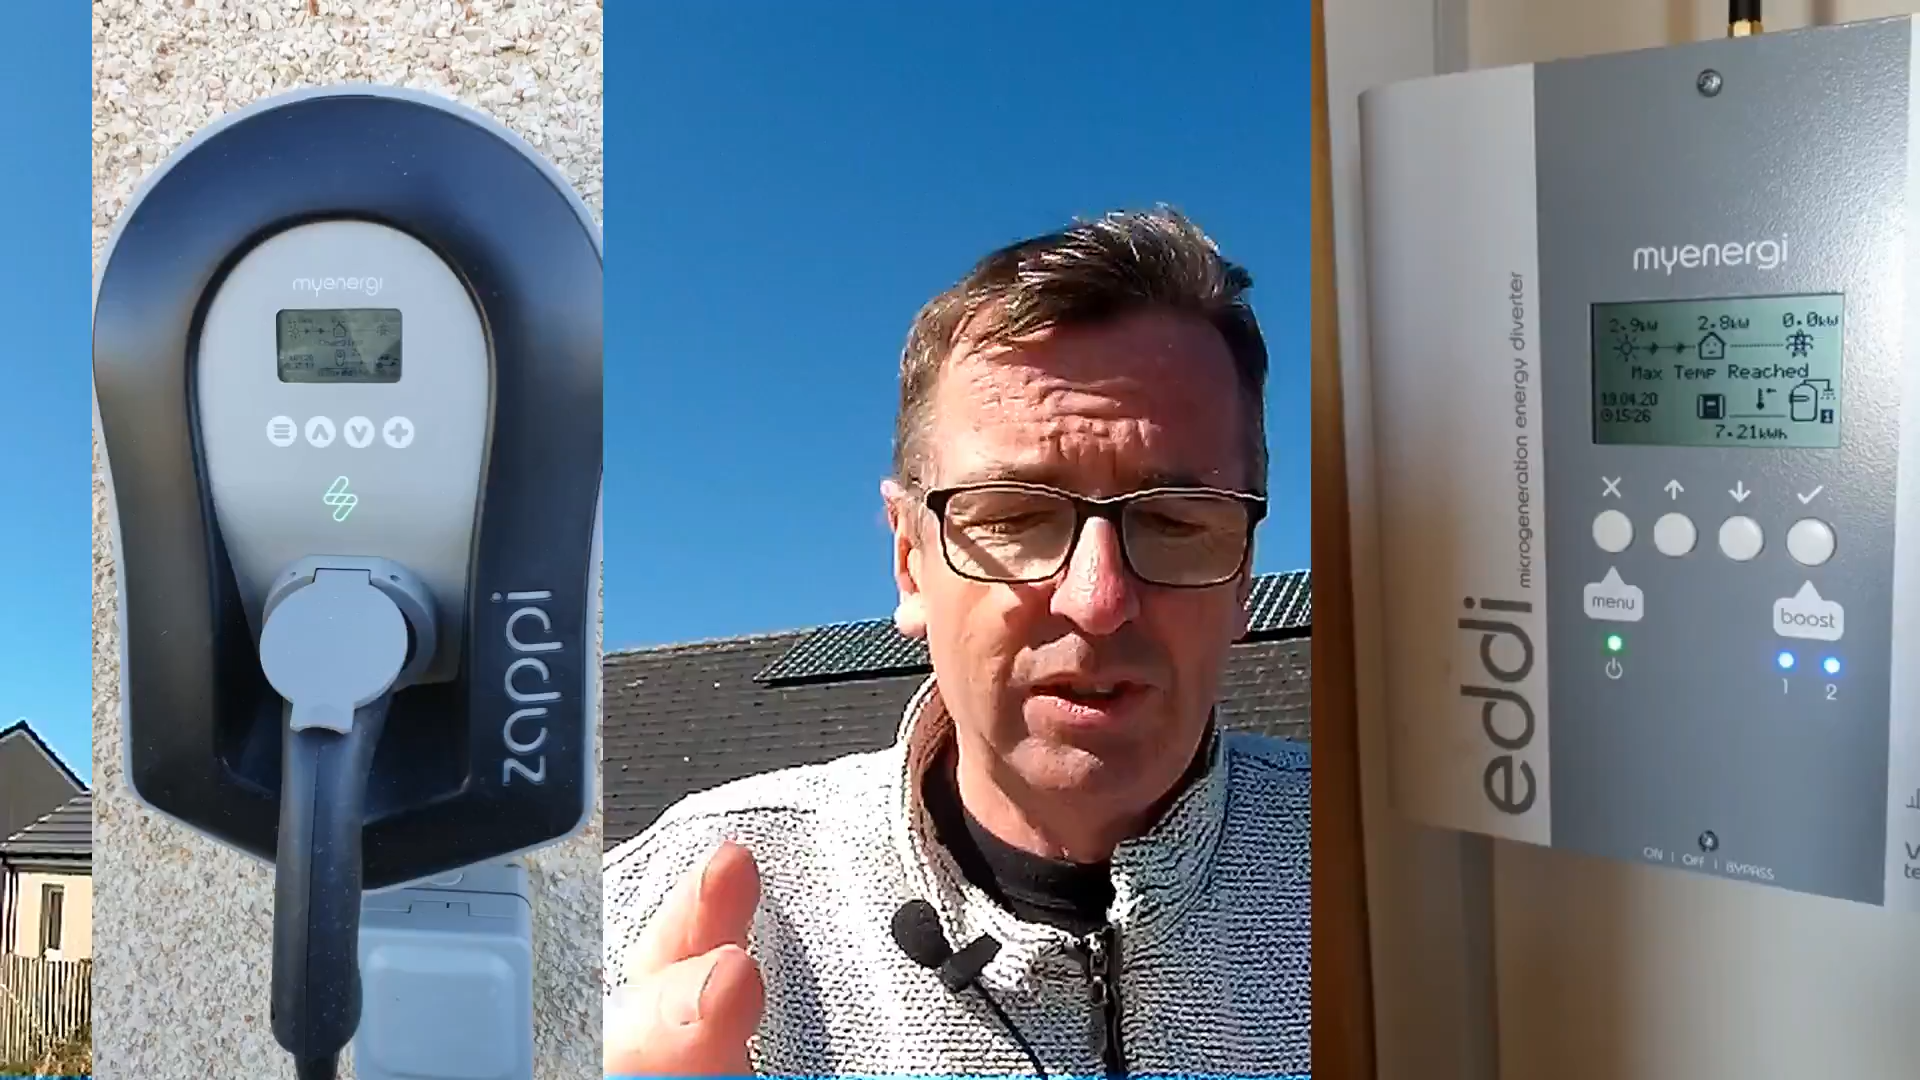 myenergi
zappi
myenergi
2.9kW 2.8kW 0.0kW
Max Temp Reached
19.04.20
15:26
7.21kWh
menu
boost
1 2
eddi
microgeneration energy diverter
ON | OFF | BYPASS